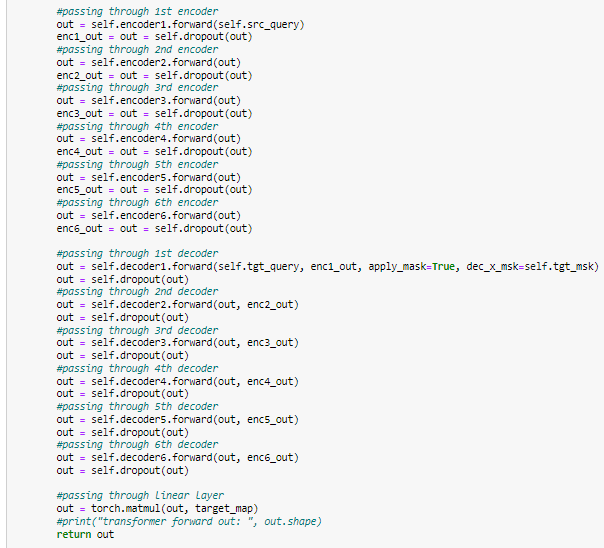 #passing through 1st encoder
out = self.encoder1.forward(self.src_query)
enc1_out = out = self.dropout(out)
#passing through 2nd encoder
out = self.encoder2.forward(out)
enc2_out = out = self.dropout(out)
#passing through 3rd encoder
out = self.encoder3.forward(out)
enc3_out = out = self.dropout(out)
#passing through 4th encoder
out = self.encoder4.forward(out)
enc4_out = out = self.dropout(out)
#passing through 5th encoder
out = self.encoder5.forward(out)
enc5_out = out = self.dropout(out)
#passing through 6th encoder
out = self.encoder6.forward(out)
enc6_out = out = self.dropout(out)
#passing through 1st decoder
out = self.decoder1.forward(self.tgt_query, enc1_out, apply_mask=True, dec_x_msk=self.tgt_msk)
out = self.dropout(out)
#passing through 2nd decoder
out = self.decoder2.forward(out, enc2_out)
out = self.dropout(out)
#passing through 3rd decoder
out = self.decoder3.forward(out, enc3_out)
out = self.dropout(out)
#passing through 4th decoder
out = self.decoder4.forward(out, enc4_out)
out = self.dropout(out)
#passing through 5th decoder
out = self.decoder5.forward(out, enc5_out)
out = self.dropout(out)
#passing through 6th decoder
out = self.decoder6.forward(out, enc6_out)
out = self.dropout(out)
#passing through Linear Layer
out = torch.matmul(out, target_map)
#print("transformer forward out: ", out.shape)
return out